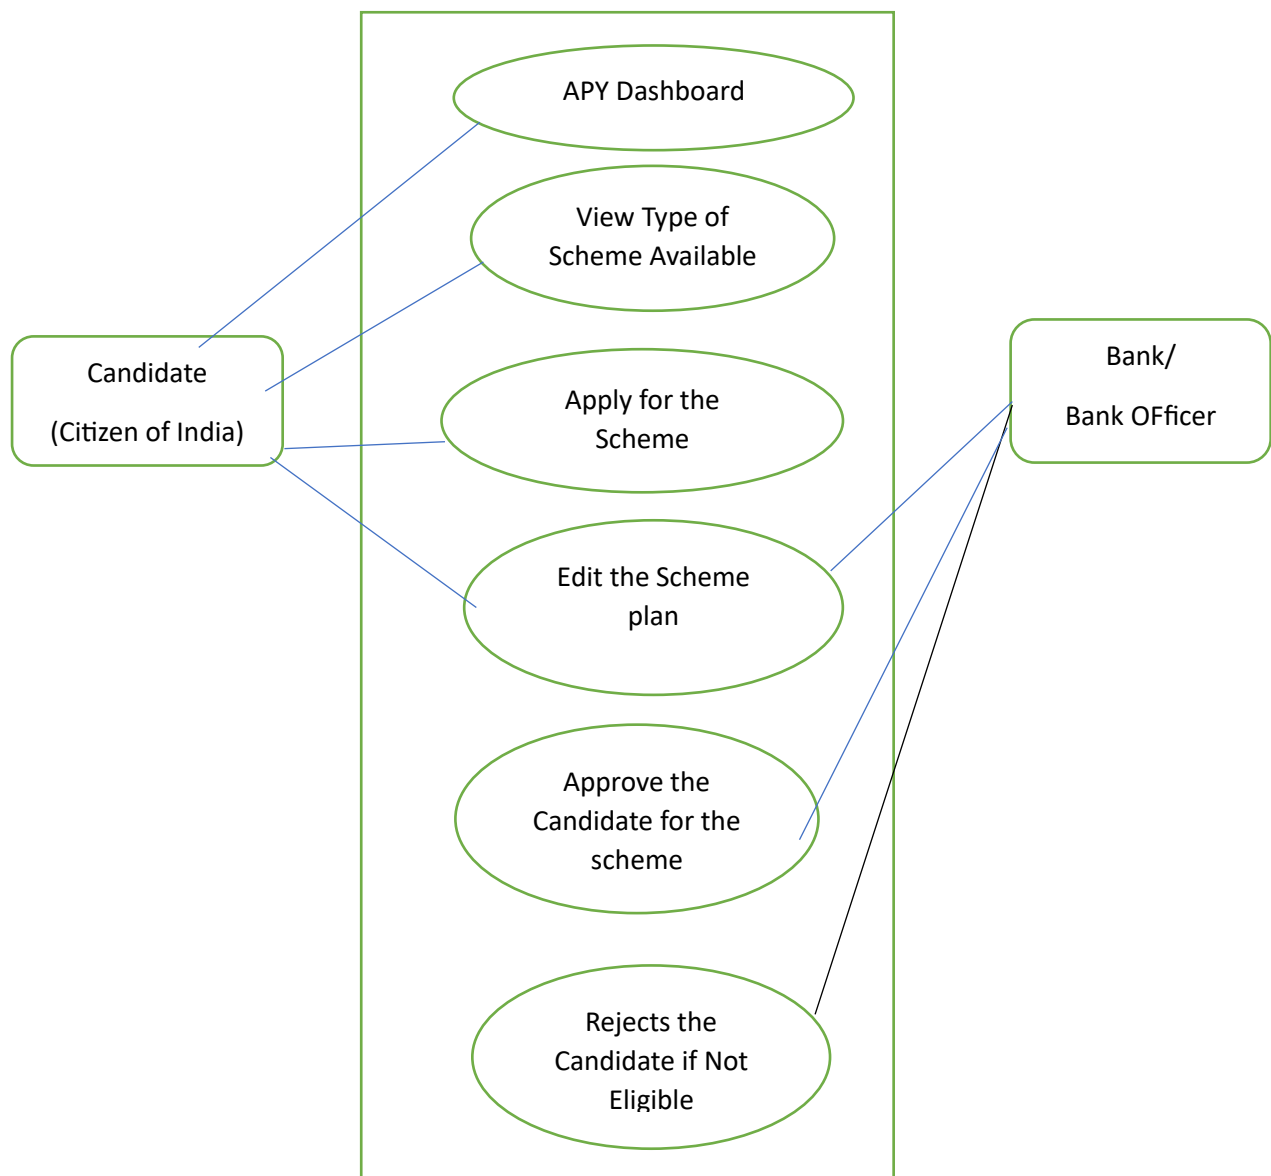 APY Dashboard
View Type of
Scheme Available
Candidate
(Citizen of India)
Bank/
Bank OFficer
Apply for the
Scheme
Edit the Scheme
plan
Approve the
Candidate for the
scheme
Rejects the
Candidate if Not
Eligible